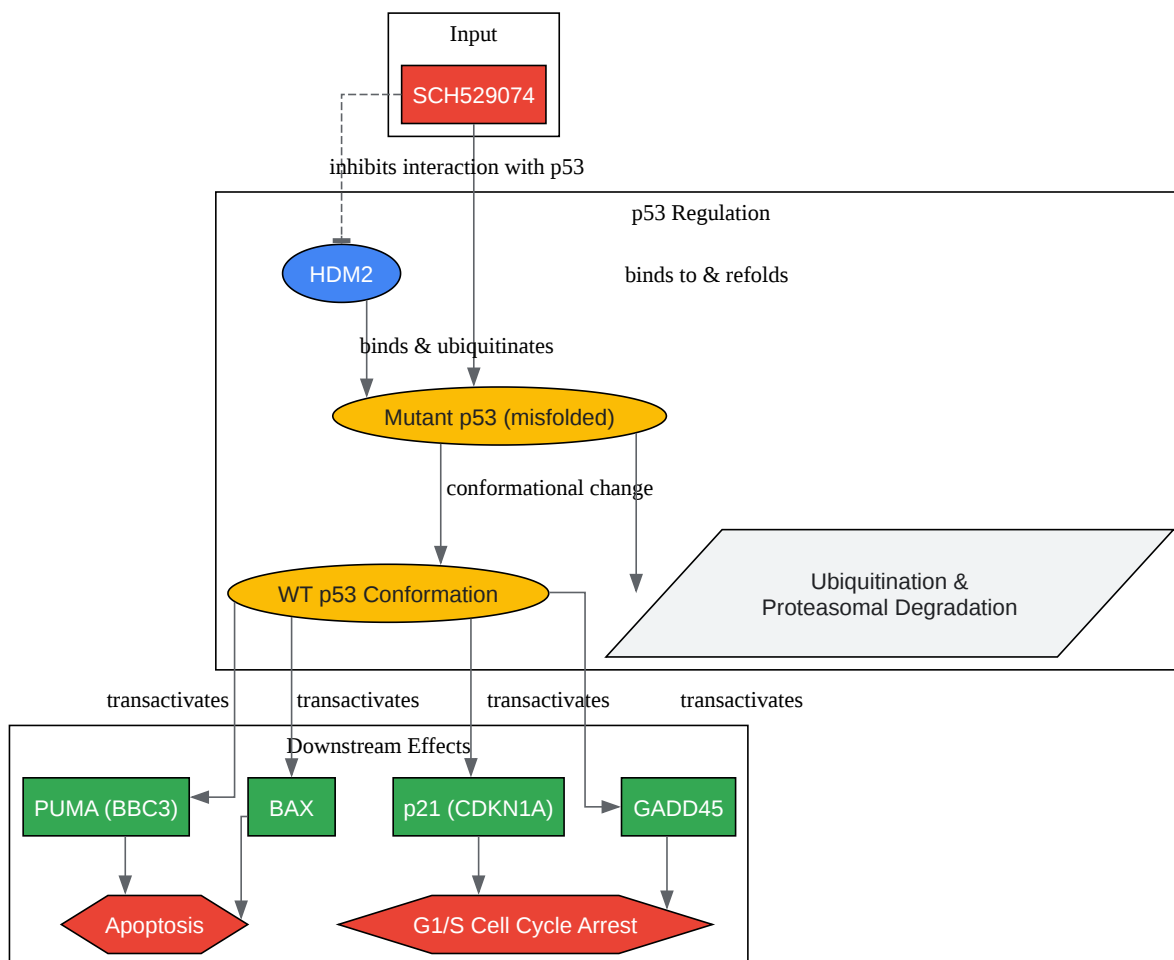 Input
SCH529074
inhibits interaction with p53
p53 Regulation
HDM2
binds to & refolds
binds & ubiquitinates
Mutant p53 (misfolded)
conformational change
WT p53 Conformation
Ubiquitination &
Proteasomal Degradation
transactivates
transactivates
transactivates
transactivates
Downstream Effects
PUMA (BBC3)
BAX
p21 (CDKN1A)
GADD45
Apoptosis
G1/S Cell Cycle Arrest